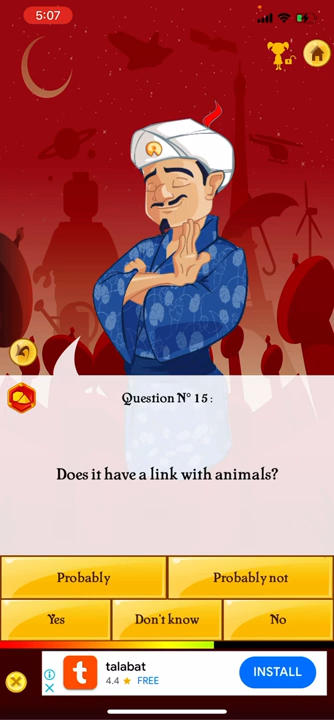 5:07
Question N° 15 :
Does it have a link with animals?
Probably
Probably not
Yes
Don't know
No
talabat
4.4 ★ FREE
INSTALL